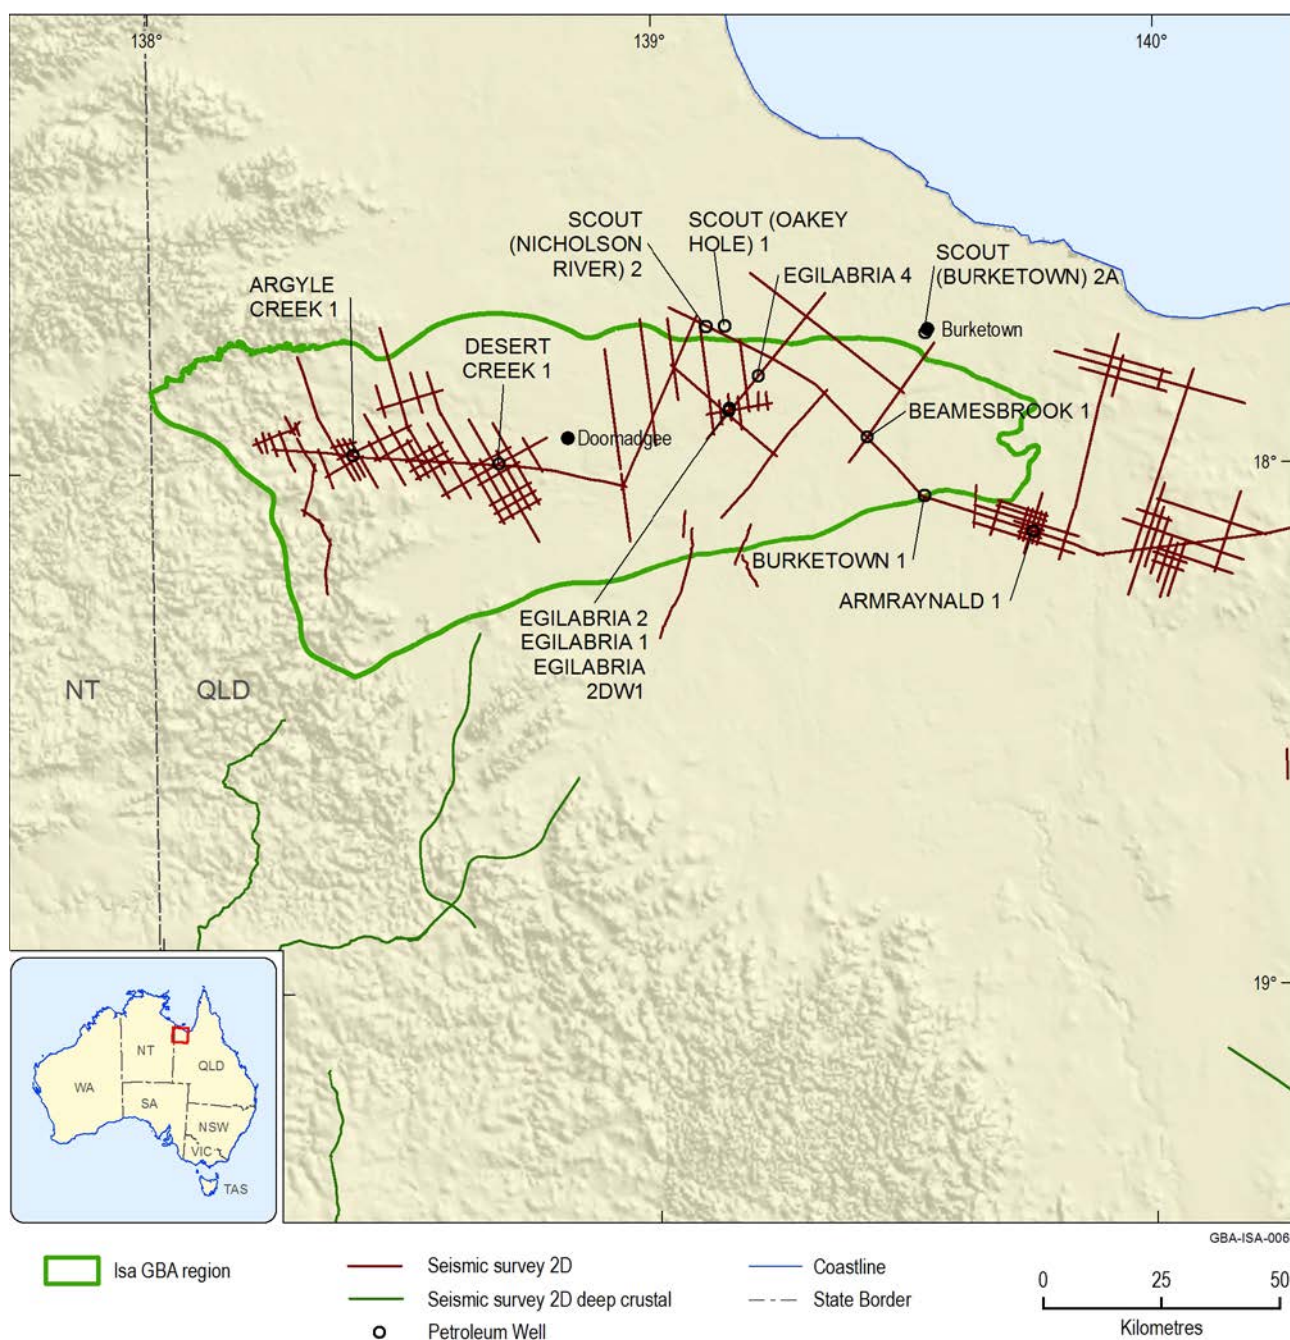 138°
139°
140°
SCOUT
(NICHOLSON
RIVER) 2
SCOUT (OAKEY
HOLE) 1
EGILABRIA 4
SCOUT
(BURKETOWN) 2A
ARGYLE
CREEK 1
Burketown
DESERT
CREEK 1
BEAMESBROOK 1
Doomadgee
18°
BURKETOWN 1
ARMRAYNALD 1
EGILABRIA 2
EGILABRIA 1
EGILABRIA
2DW1
NT
QLD
19°
NT
QLD
WA
SA
NSW
VIC
TAS
GBA-ISA-006
Isa GBA region
Seismic survey 2D
Seismic survey 2D deep crustal
Petroleum Well
Coastline
State Border
0 25 50
Kilometres